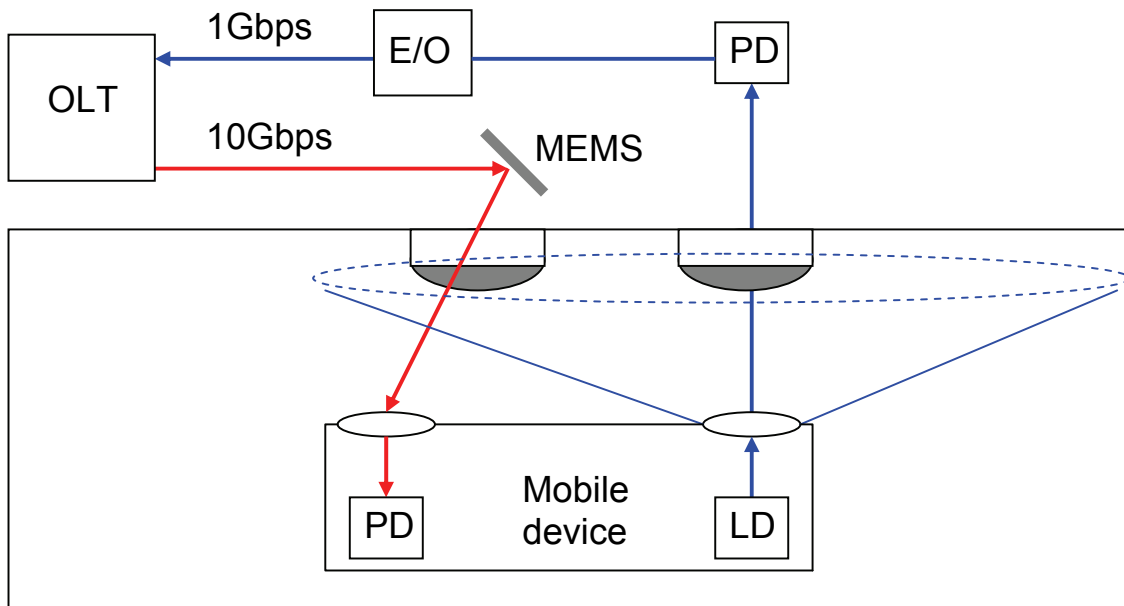 1Gbps
E/O
PD
OLT
10Gbps
MEMS
Mobile
device
PD
LD